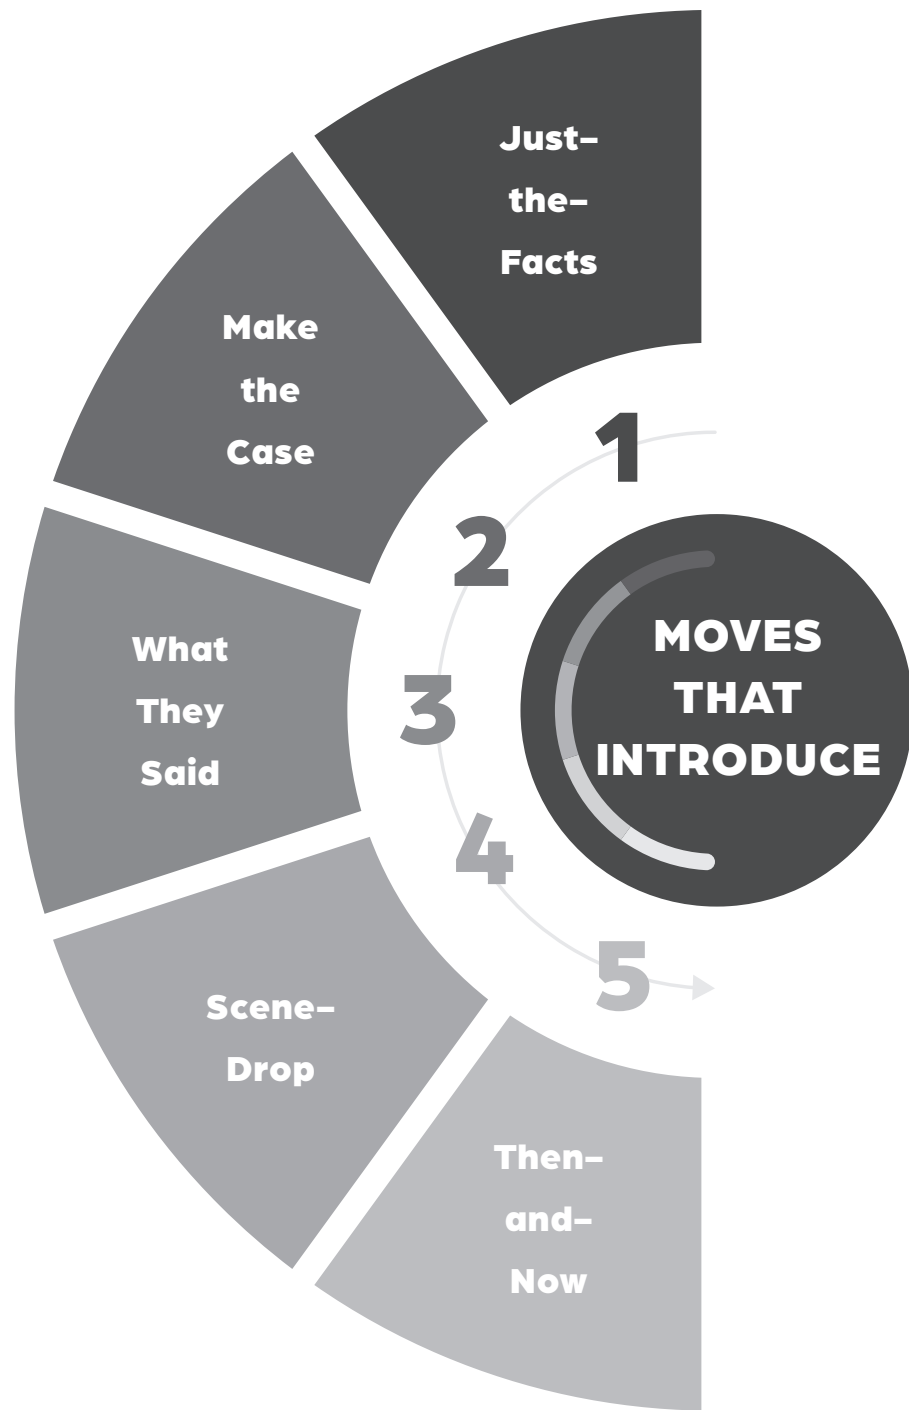 Just-
the-
Facts
1
Make
the
Case
2
What
They
Said
3
Scene-
Drop
4
Then-
and-
Now
5
MOVES
THAT
INTRODUCE